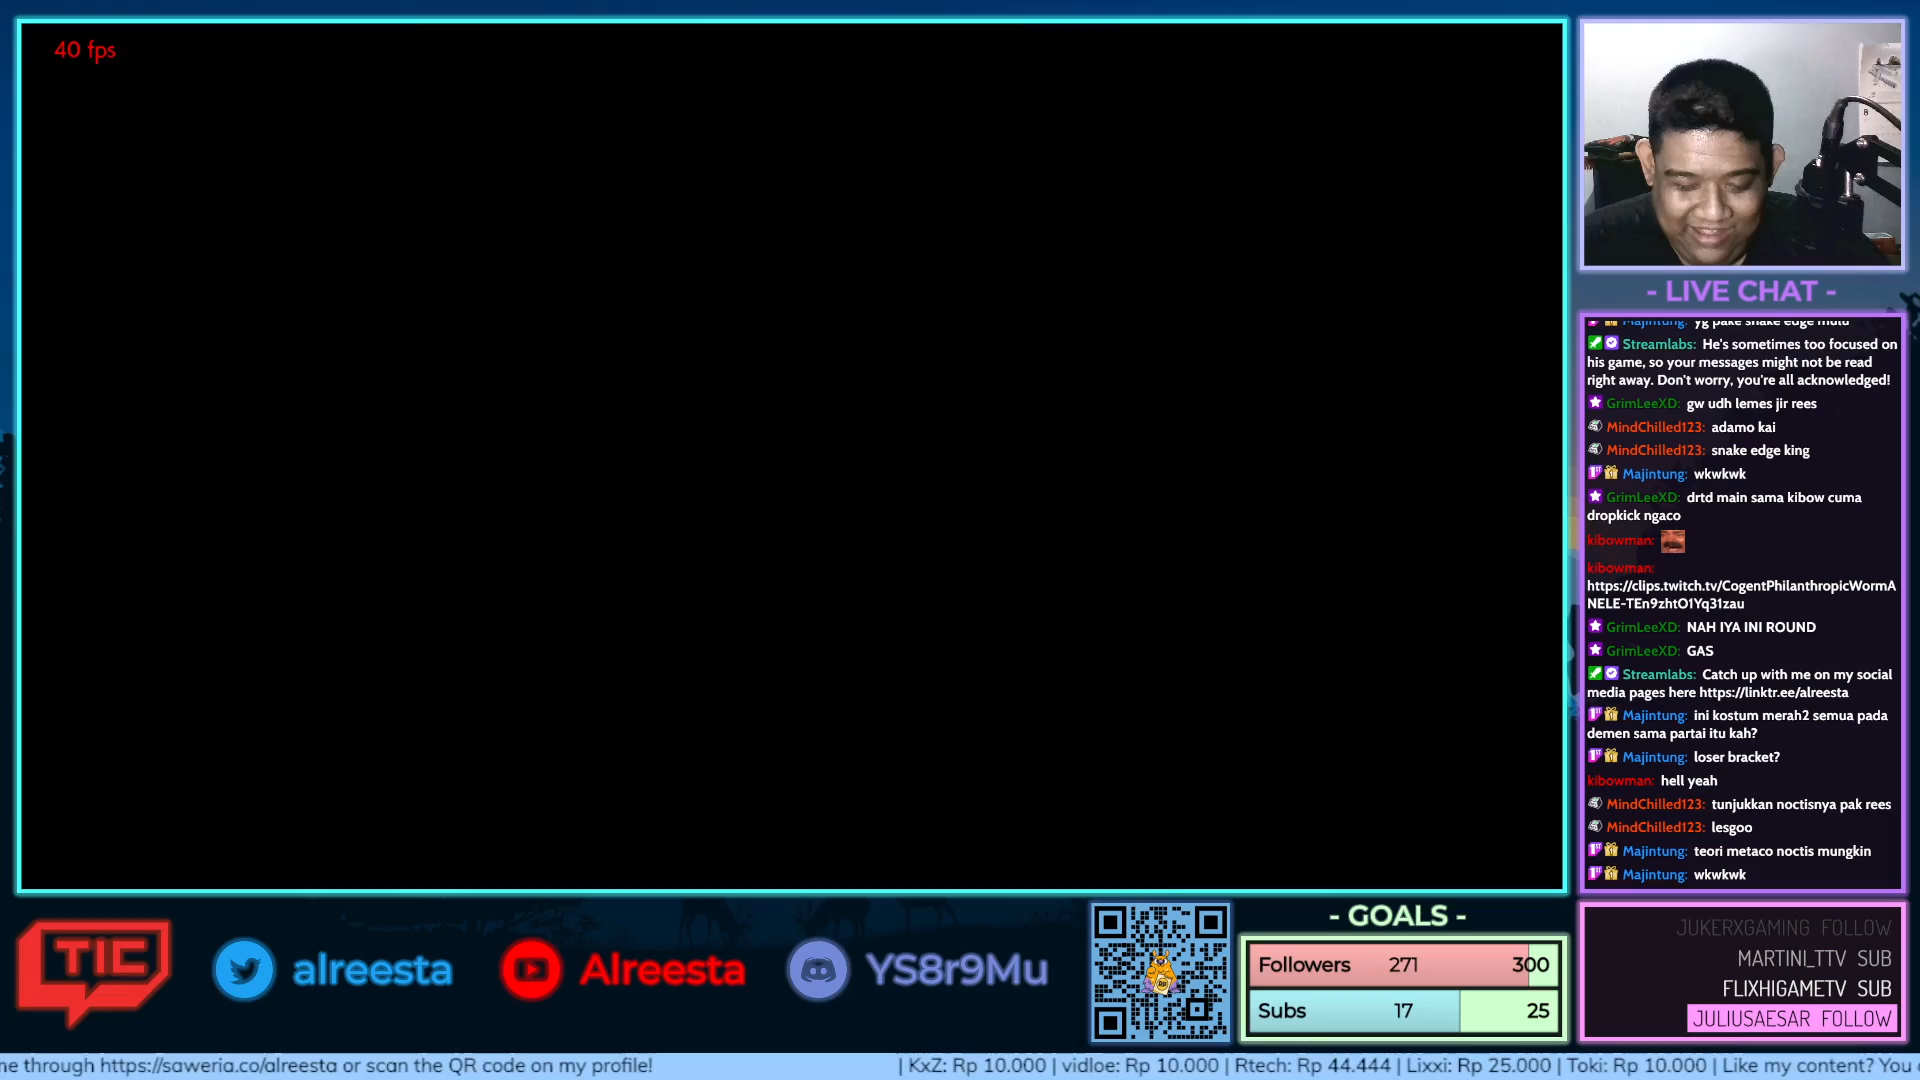 40 fps
- LIVE CHAT -
Majintung: yg pake snake edge mulu
Streamlabs: He's sometimes too focused on
his game, so your messages might not be read
right away. Don't worry, you're all acknowledged!
GrimLeeXD: gw udh lemes jir rees
MindChilled123: adamo kai
MindChilled123: snake edge king
Majintung: wkwkwk
GrimLeeXD: drtd main sama kibow cuma
dropkick ngaco
kibowman:
kibowman:
https://clips.twitch.tv/CogentPhilanthropicWormA
NELE-TEn9zhtO1Yq31zau
GrimLeeXD: NAH IYA INI ROUND
GrimLeeXD: GAS
Streamlabs: Catch up with me on my social
media pages here https://linktr.ee/alreesta
Majintung: ini kostum merah2 semua pada
demen sama partai itu kah?
Majintung: loser bracket?
kibowman: hell yeah
MindChilled123: tunjukkan noctisnya pak rees
MindChilled123: lesgoo
Majintung: teori metaco noctis mungkin
Majintung: wkwkwk
TIC
alreesta
Alreesta
YS8r9Mu
- GOALS -
Followers 271 300
Subs 17 25
JUKERXGAMING FOLLOW
MARTINI_TTV SUB
FLIXHIGAMETV SUB
JULIUSAESAR FOLLOW
ne through https://saweria.co/alreesta or scan the QR code on my profile! | KxZ: Rp 10.000 | vidloe: Rp 10.000 | Rtech: Rp 44.444 | Lixxi: Rp 25.000 | Toki: Rp 10.000 | Like my content? You